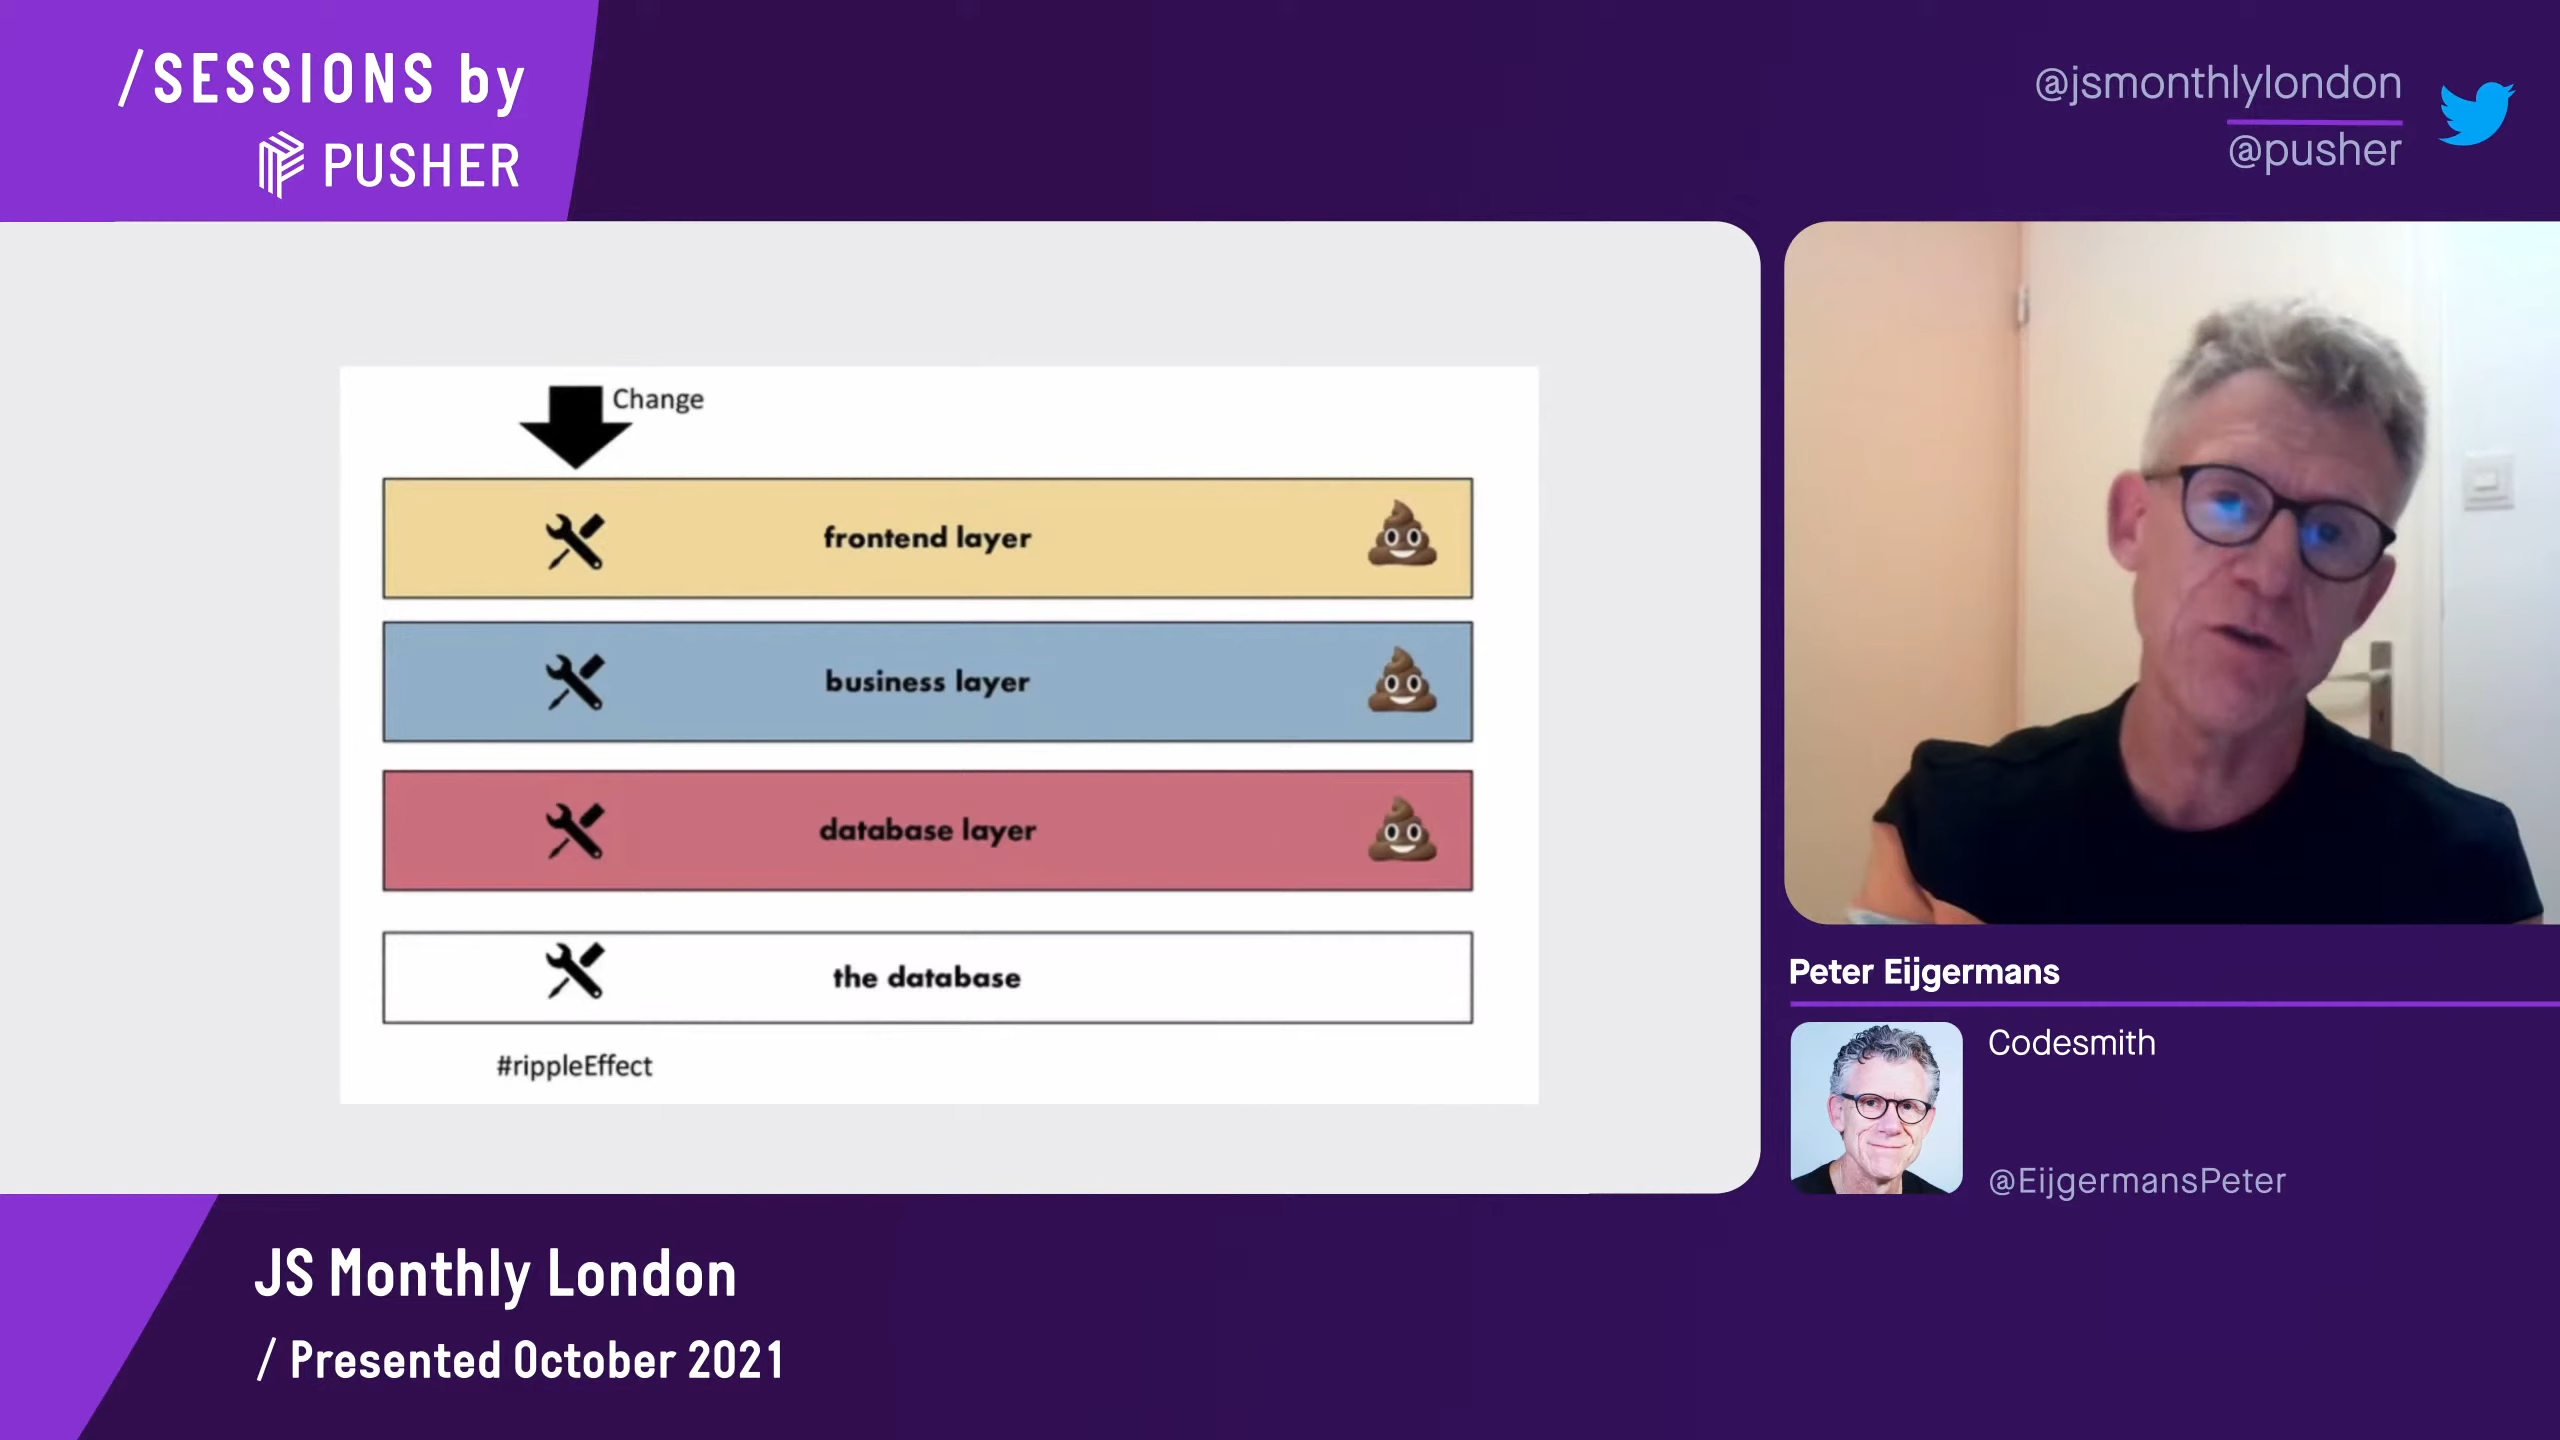 /SESSIONS by
PUSHER
@jsmonthlylondon
@pusher
Change
frontend layer
business layer
database layer
the database
#rippleEffect
Peter Eijgermans
Codesmith
@EijgermansPeter
JS Monthly London
/ Presented October 2021